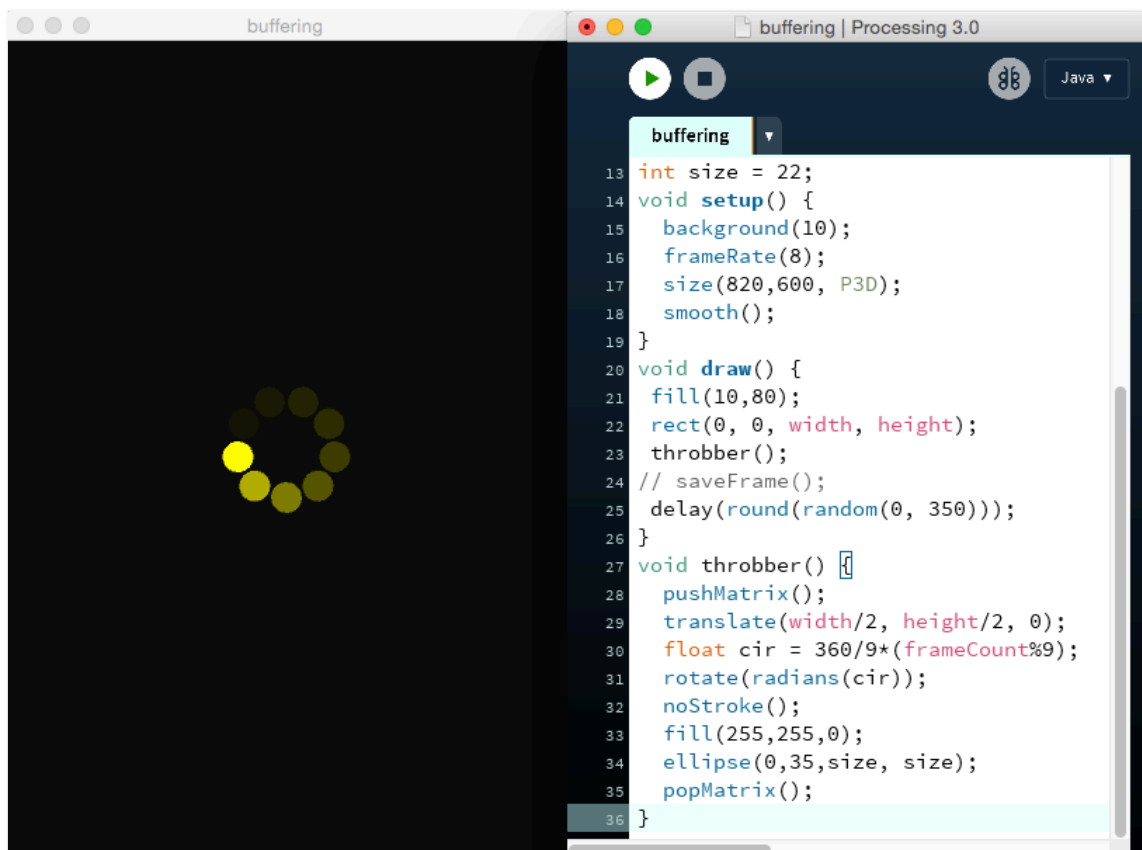 buffering
buffering | Processing 3.0
Java ▼
buffering ▼
13 int size = 22;
14 void setup() {
15   background(10);
16   frameRate(8);
17   size(820,600, P3D);
18   smooth();
19 }
20 void draw() {
21  fill(10,80);
22  rect(0, 0, width, height);
23  throbber();
24 // saveFrame();
25  delay(round(random(0, 350)));
26 }
27 void throbber() {
28   pushMatrix();
29   translate(width/2, height/2, 0);
30   float cir = 360/9*(frameCount%9);
31   rotate(radians(cir));
32   noStroke();
33   fill(255,255,0);
34   ellipse(0,35,size, size);
35   popMatrix();
36 }